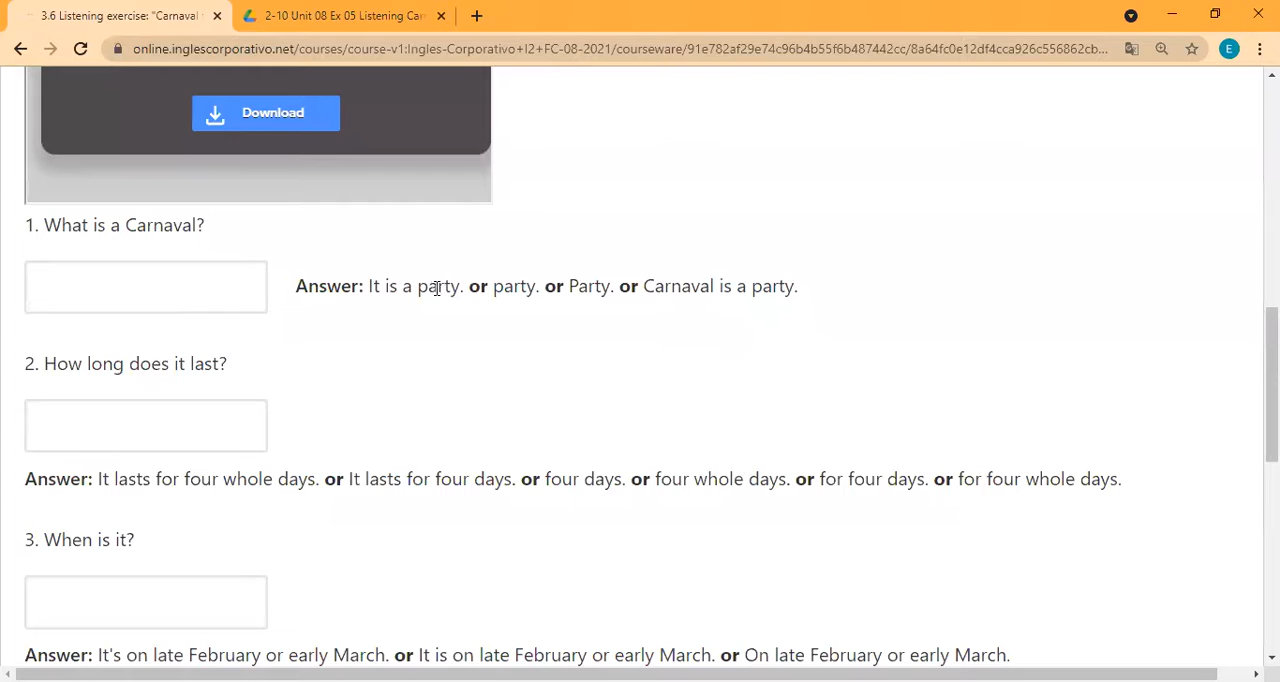 3.6 Listening exercise: "Carnaval
2-10 Unit 08 Ex 05 Listening Car
online.inglescorporativo.net/courses/course-v1:Ingles-Corporativo+I2+FC-08-2021/courseware/91e782af29e74c96b4b55f6b487442cc/8a64fc0e12df4cca926c556862cb...
E
Download
1. What is a Carnaval?
Answer: It is a party. or party. or Party. or Carnaval is a party.
2. How long does it last?
Answer: It lasts for four whole days. or It lasts for four days. or four days. or four whole days. or for four days. or for four whole days.
3. When is it?
Answer: It's on late February or early March. or It is on late February or early March. or On late February or early March.